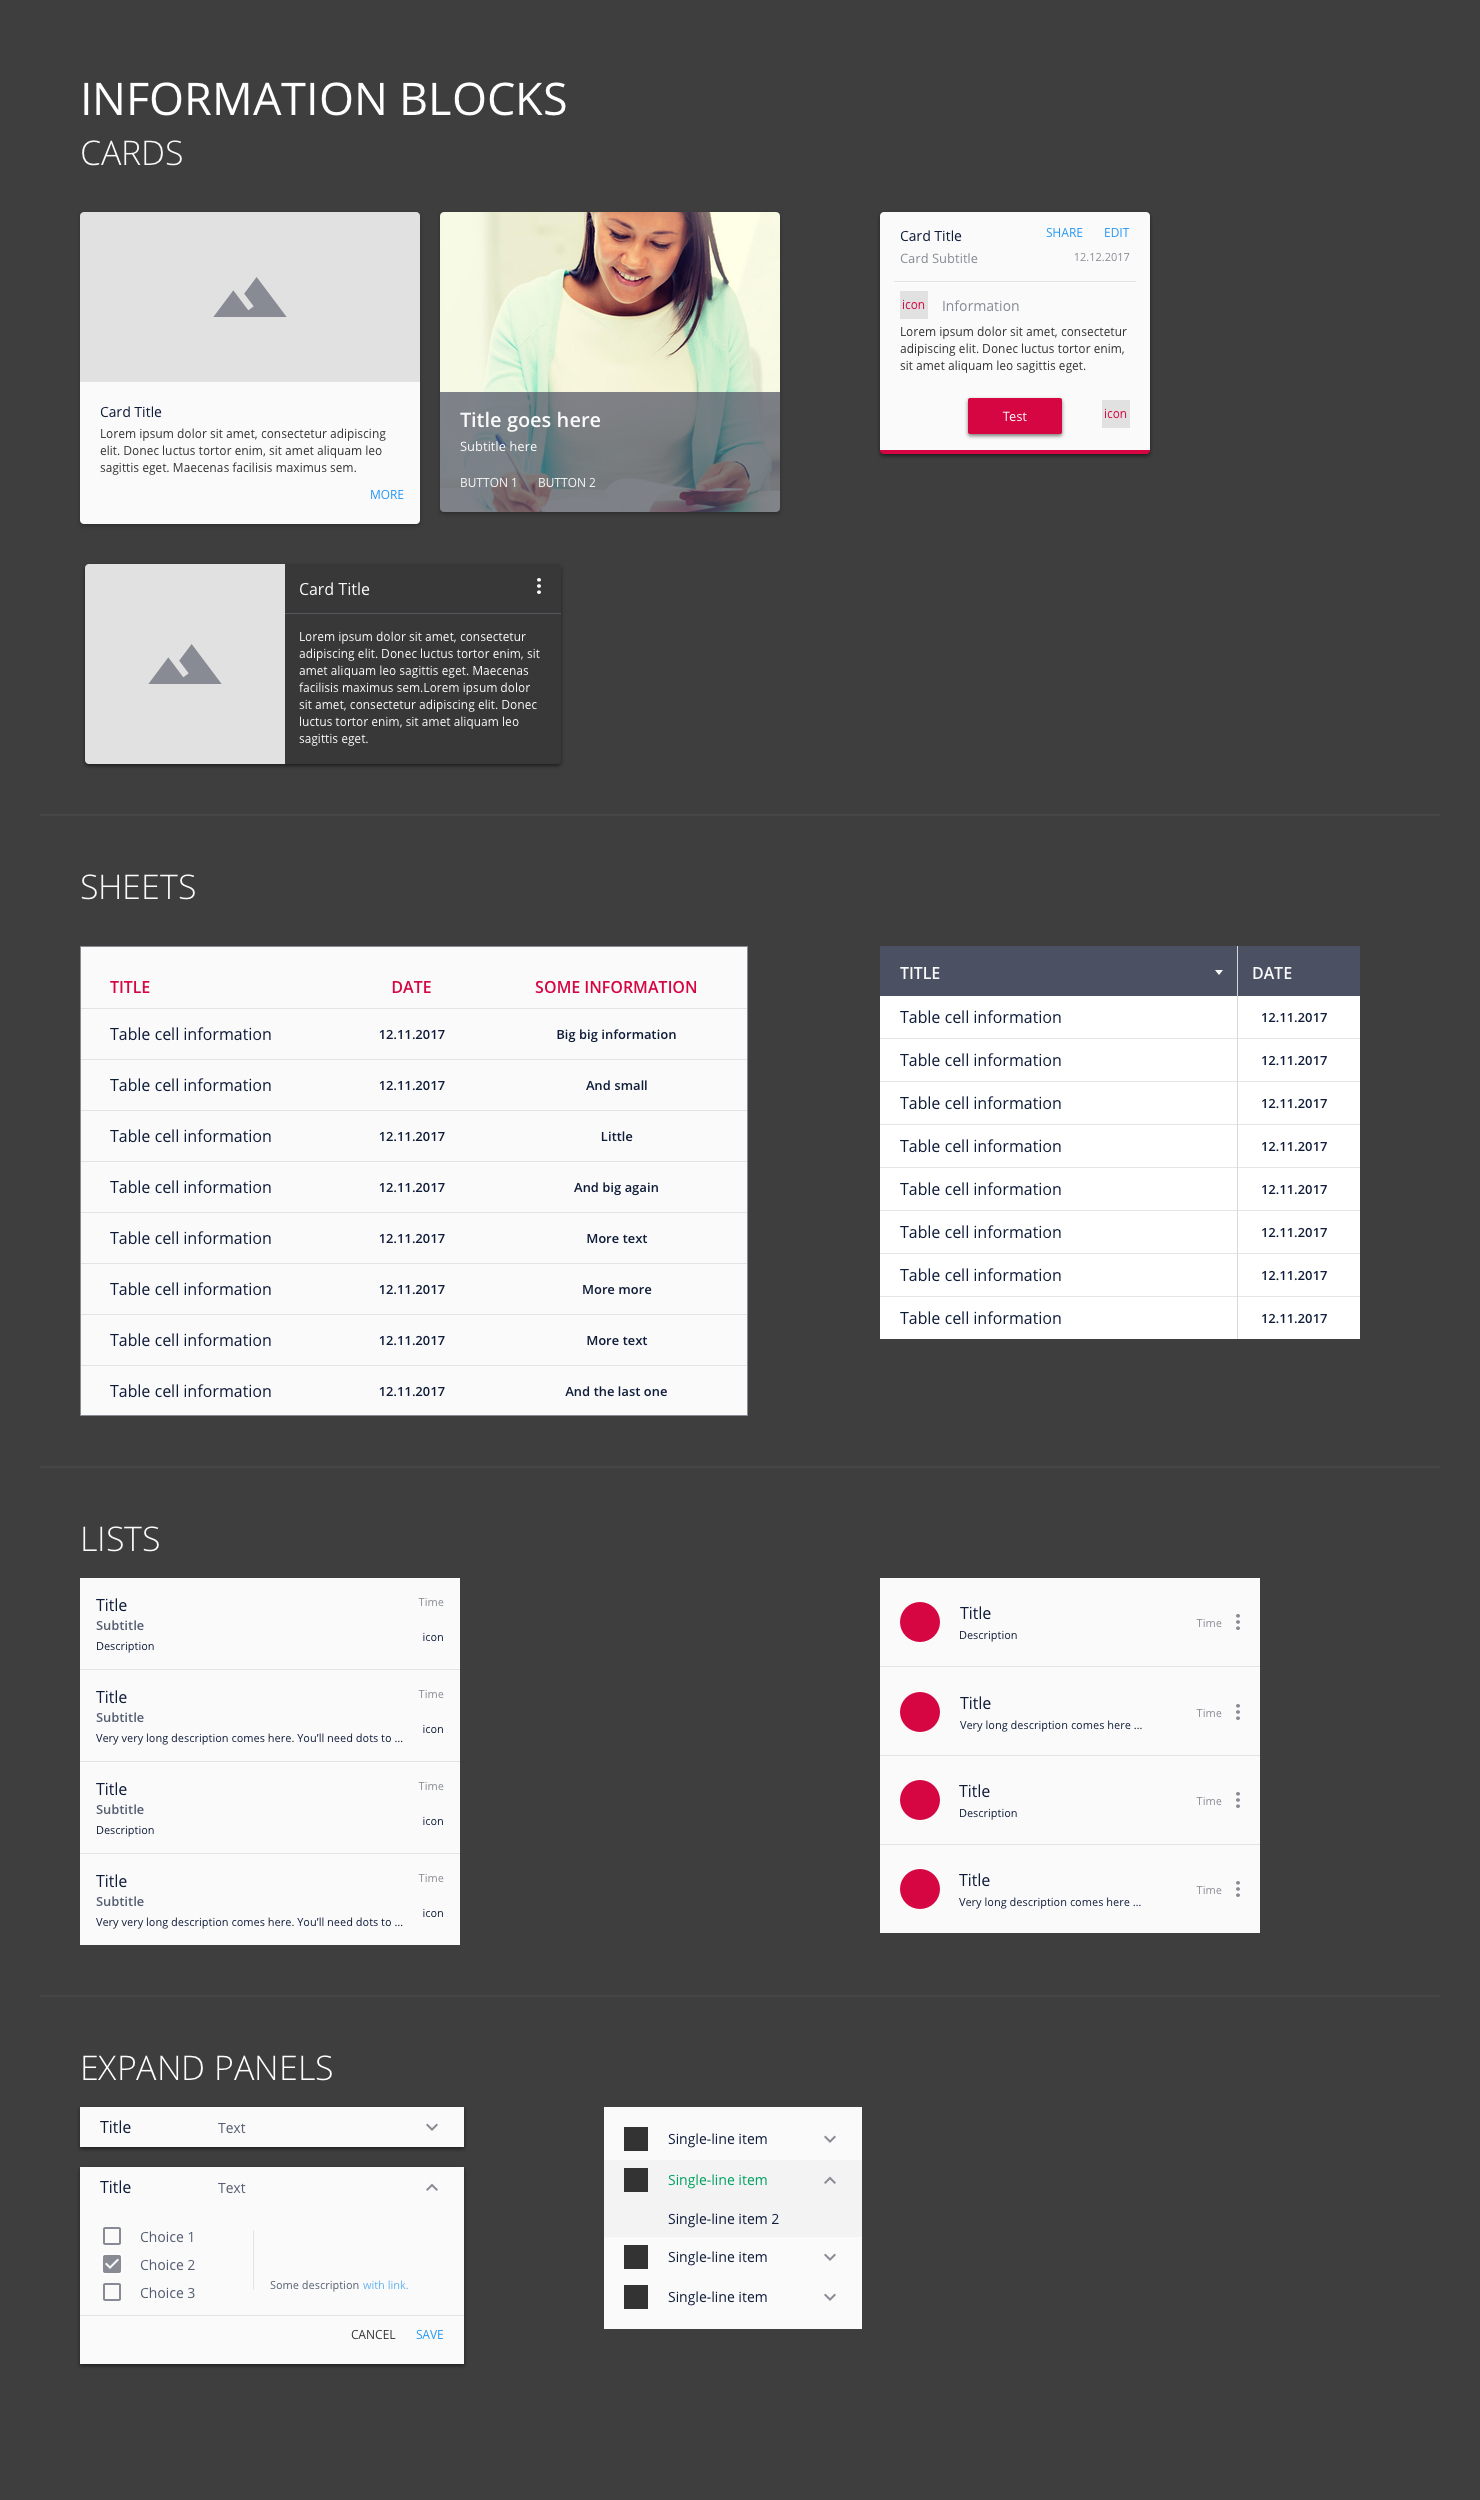 INFORMATION BLOCKS
CARDS
Card Title
Lorem ipsum dolor sit amet, consectetur adipiscing
elit. Donec luctus tortor enim, sit amet aliquam leo
sagittis eget. Maecenas facilisis maximus sem.
MORE
Title goes here
Subtitle here
BUTTON 1 BUTTON 2
Card Title SHARE EDIT
Card Subtitle 12.12.2017
icon Information
Lorem ipsum dolor sit amet, consectetur
adipiscing elit. Donec luctus tortor enim,
sit amet aliquam leo sagittis eget.
Test icon
Card Title
Lorem ipsum dolor sit amet, consectetur
adipiscing elit. Donec luctus tortor enim, sit
amet aliquam leo sagittis eget. Maecenas
facilisis maximus sem.Lorem ipsum dolor
sit amet, consectetur adipiscing elit. Donec
luctus tortor enim, sit amet aliquam leo
sagittis eget.
SHEETS
TITLE DATE SOME INFORMATION
Table cell information 12.11.2017 Big big information
Table cell information 12.11.2017 And small
Table cell information 12.11.2017 Little
Table cell information 12.11.2017 And big again
Table cell information 12.11.2017 More text
Table cell information 12.11.2017 More more
Table cell information 12.11.2017 More text
Table cell information 12.11.2017 And the last one
TITLE DATE
Table cell information 12.11.2017
Table cell information 12.11.2017
Table cell information 12.11.2017
Table cell information 12.11.2017
Table cell information 12.11.2017
Table cell information 12.11.2017
Table cell information 12.11.2017
Table cell information 12.11.2017
LISTS
Title Time
Subtitle
Description icon
Title Time
Subtitle
Very very long description comes here. You'll need dots to ... icon
Title Time
Subtitle
Description icon
Title Time
Subtitle
Very very long description comes here. You'll need dots to ... icon
Title
Description Time
Title
Very long description comes here ... Time
Title
Description Time
Title
Very long description comes here ... Time
EXPAND PANELS
Title Text
Title Text
Choice 1
Choice 2
Choice 3
Some description with link.
CANCEL SAVE
Single-line item
Single-line item
Single-line item 2
Single-line item
Single-line item